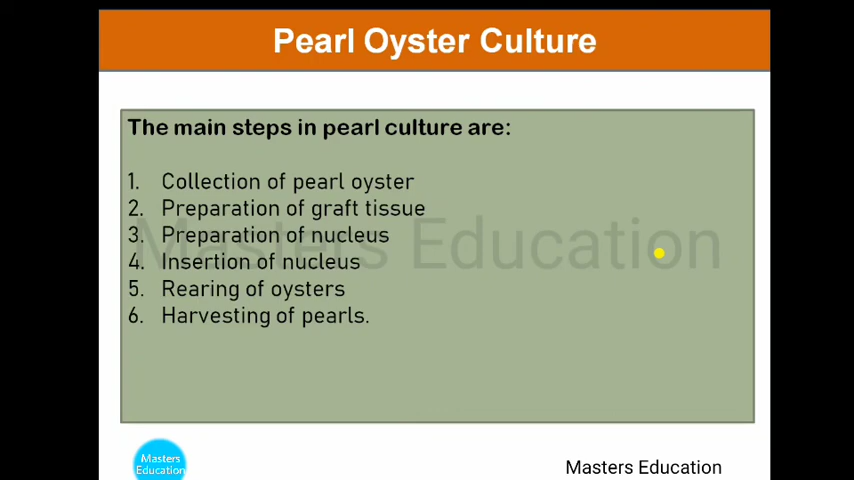 Pearl Oyster Culture
The main steps in pearl culture are:
1. Collection of pearl oyster
2. Preparation of graft tissue
3. Preparation of nucleus
4. Insertion of nucleus
5. Rearing of oysters
6. Harvesting of pearls.
Masters Education
Masters
Education
Masters Education